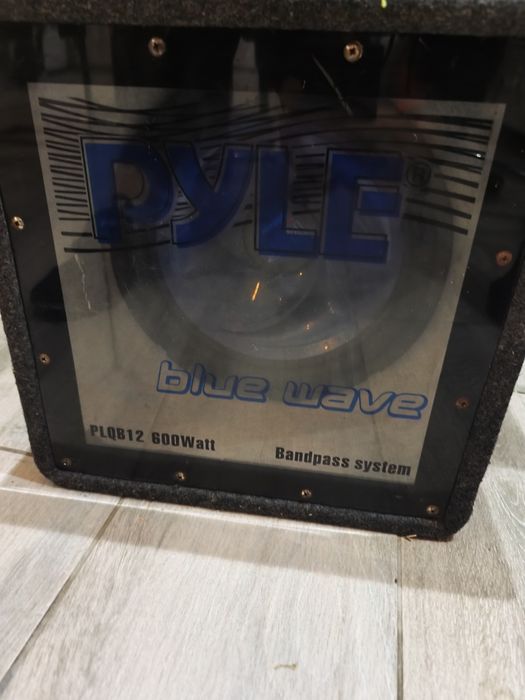 PYLE®
blue wave
PLQB12 600Watt
Bandpass system